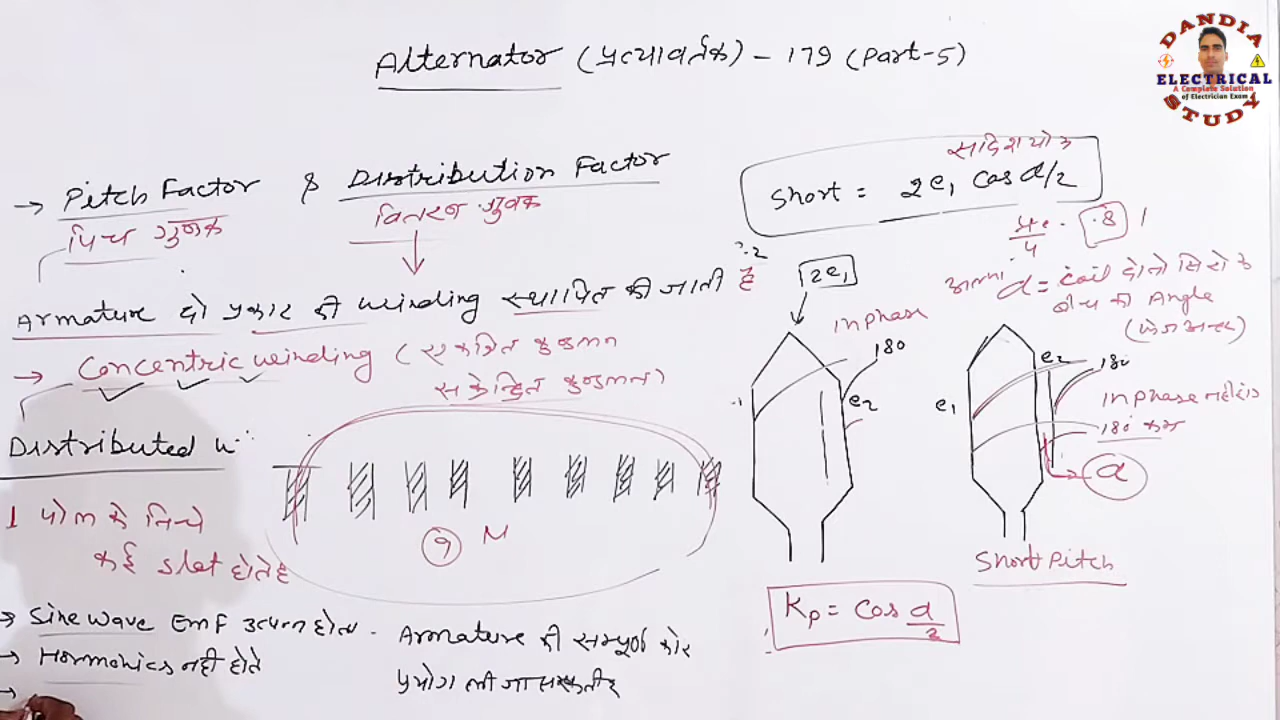 Alternator (प्रत्यावर्तक) - 179 (Part-5)
DANDIA
ELECTRICAL
A Complete Solution
of Electrician Exam
STUDY
→ Pitch Factor & Distribution Factor
पिच गुणक
वितरण गुणक
Armature दो प्रकार की winding स्थापित की जाती है
→ Concentric winding (
Distributed w
1 पोल के निचे
कई slot होते है
→ Sine wave Emf उत्पन्न होता
→ Hormonics नही होते
→
9
M
Armature की सम्पूर्ण कोर
प्रयोग ली जा सकती है
Short = 2e₁ cos α/2
.8
α = coil दोनो सिरो के
बीच की Angle
2e₁
in phase
180
e₂
Kp = cos α/2
e₁
e₂
180
in phase नही है
180 कम
α
Short Pitch